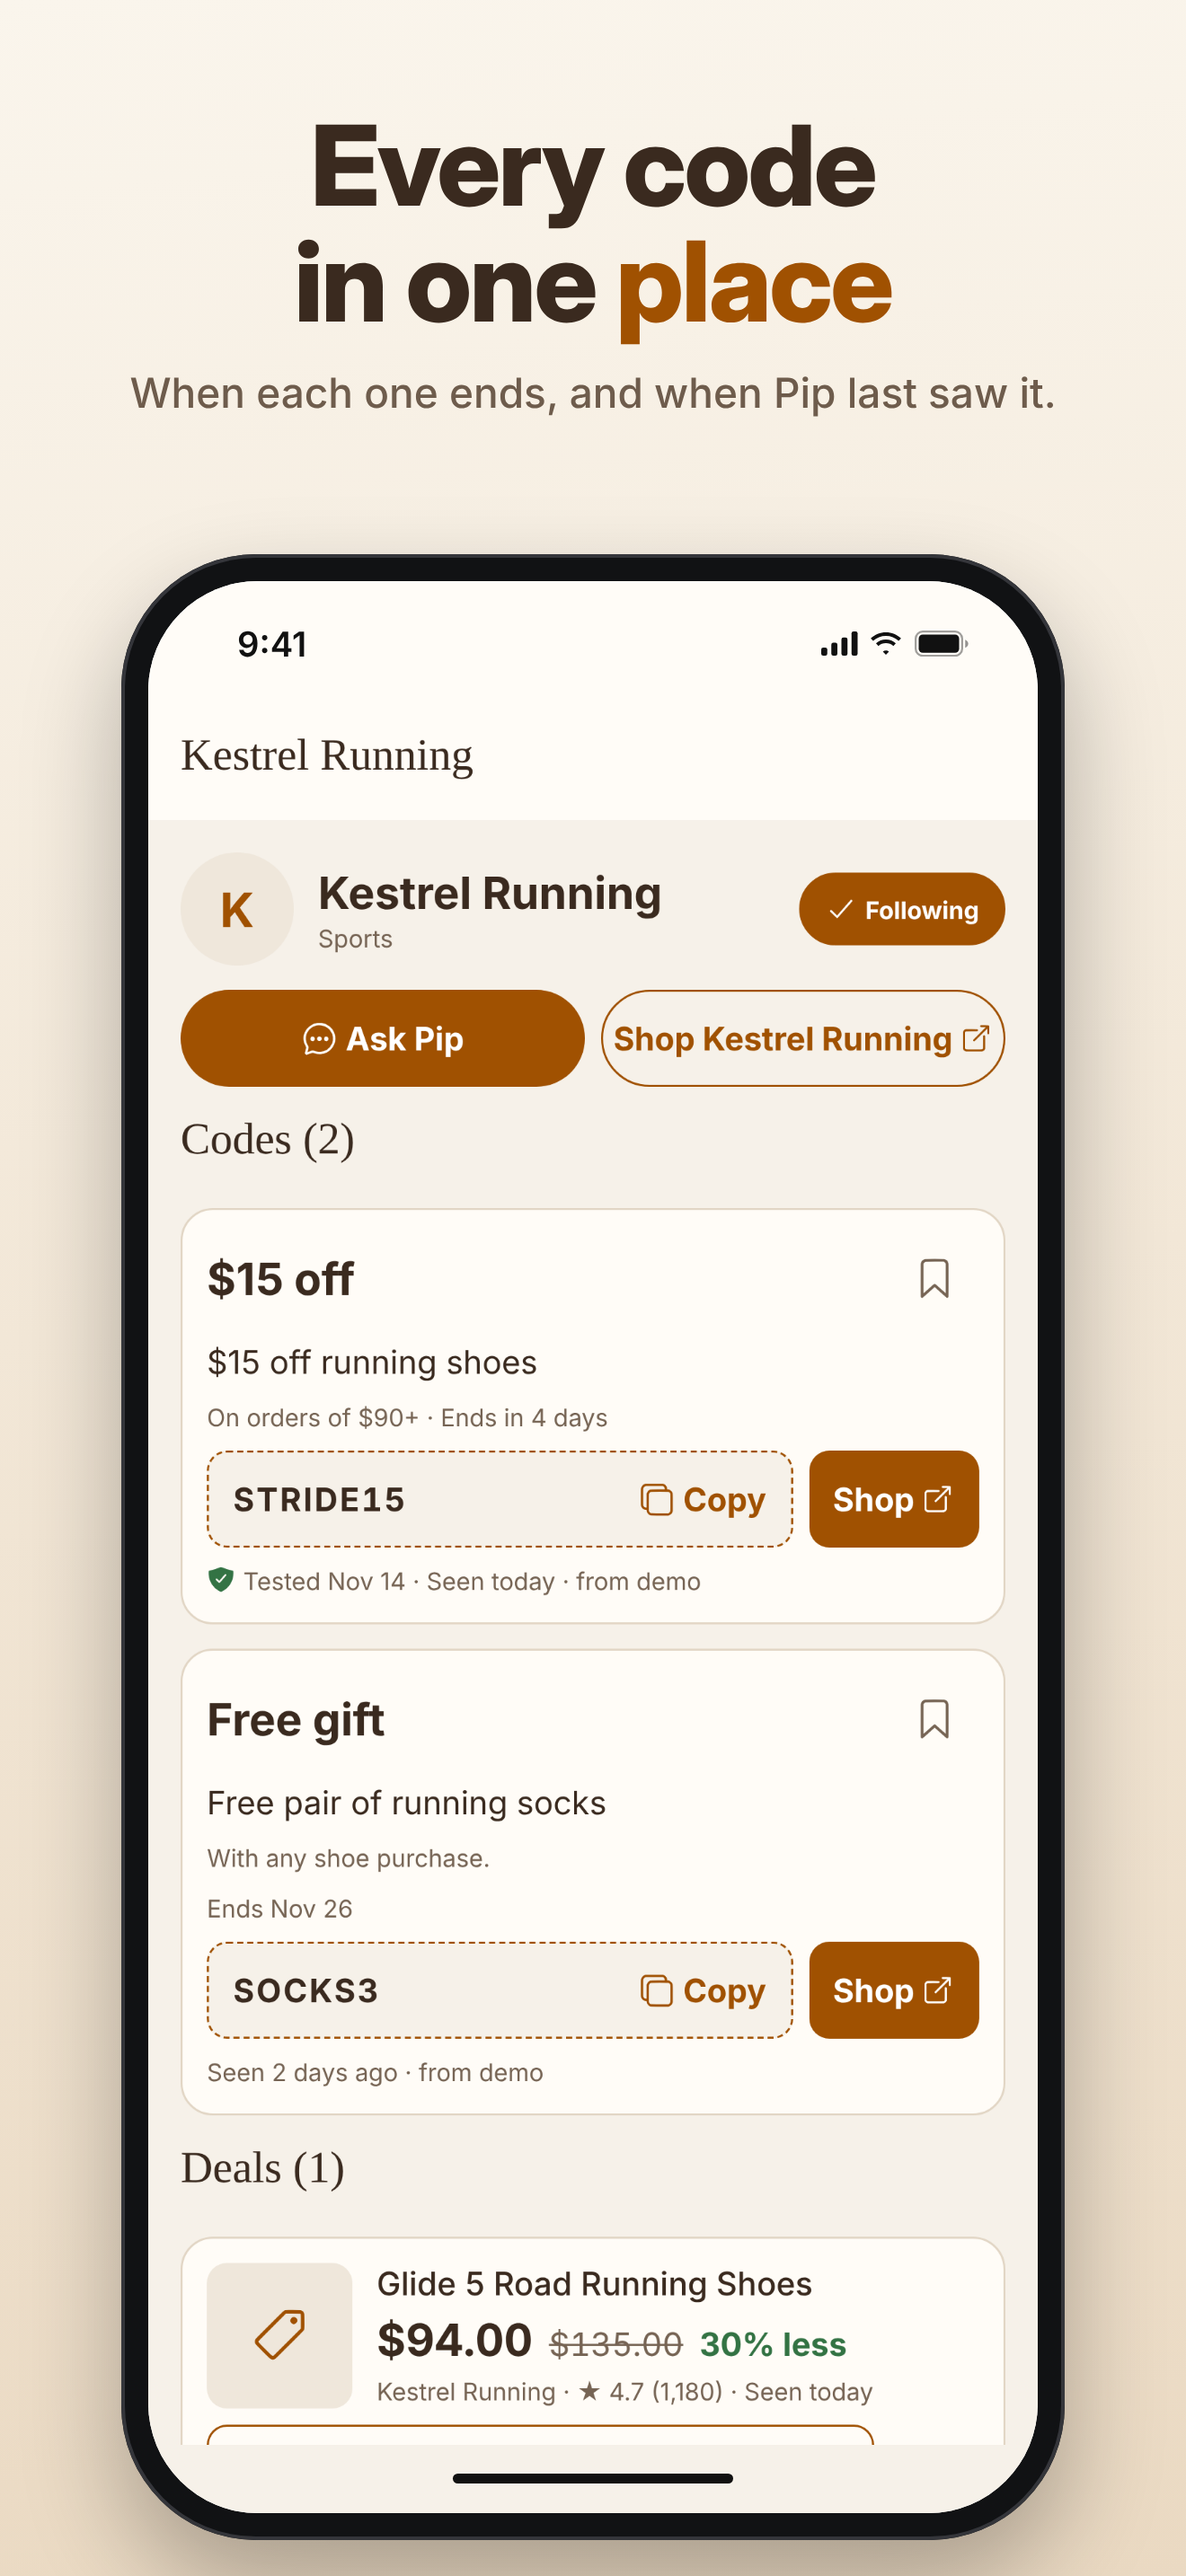 Every code
in one place
When each one ends, and when Pip last saw it.
9:41
Kestrel Running
K
Kestrel Running
Sports
Following
Ask Pip
Shop Kestrel Running
Codes (2)
$15 off
$15 off running shoes
On orders of $90+ · Ends in 4 days
STRIDE15 Copy Shop
Tested Nov 14 · Seen today · from demo
Free gift
Free pair of running socks
With any shoe purchase.
Ends Nov 26
SOCKS3 Copy Shop
Seen 2 days ago · from demo
Deals (1)
Glide 5 Road Running Shoes
$94.00 $135.00 30% less
Kestrel Running · ★ 4.7 (1,180) · Seen today